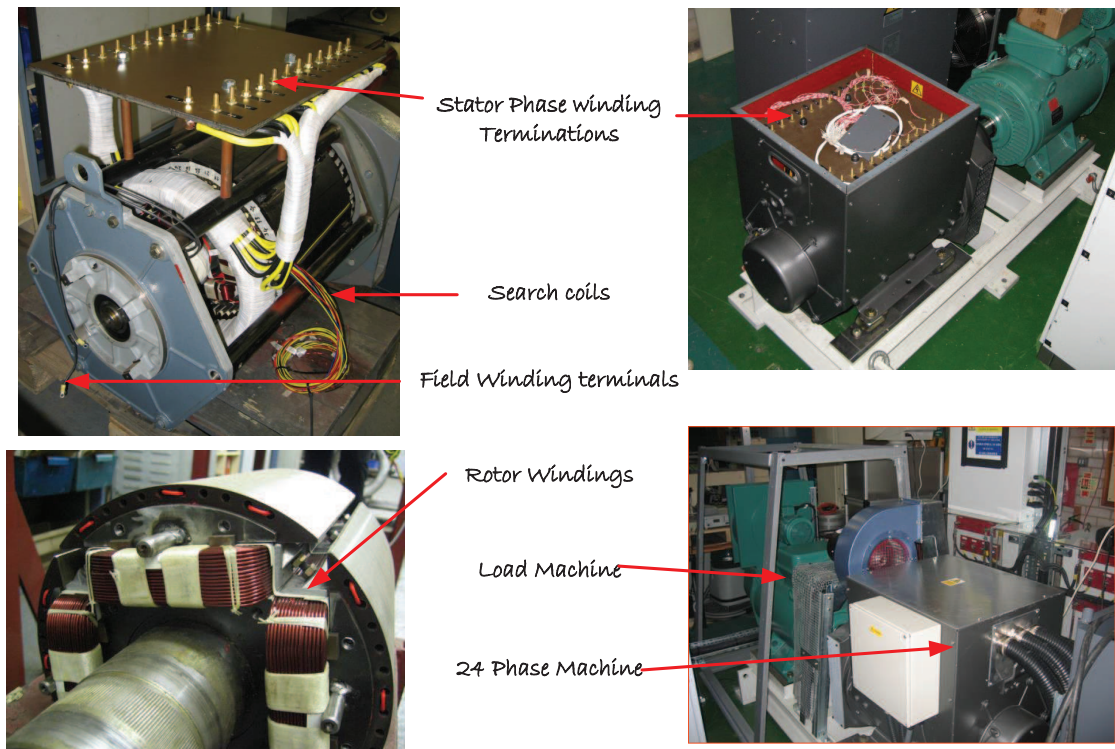 Stator Phase winding
Terminations
Search coils
Field Winding terminals
Rotor Windings
Load Machine
24 Phase Machine